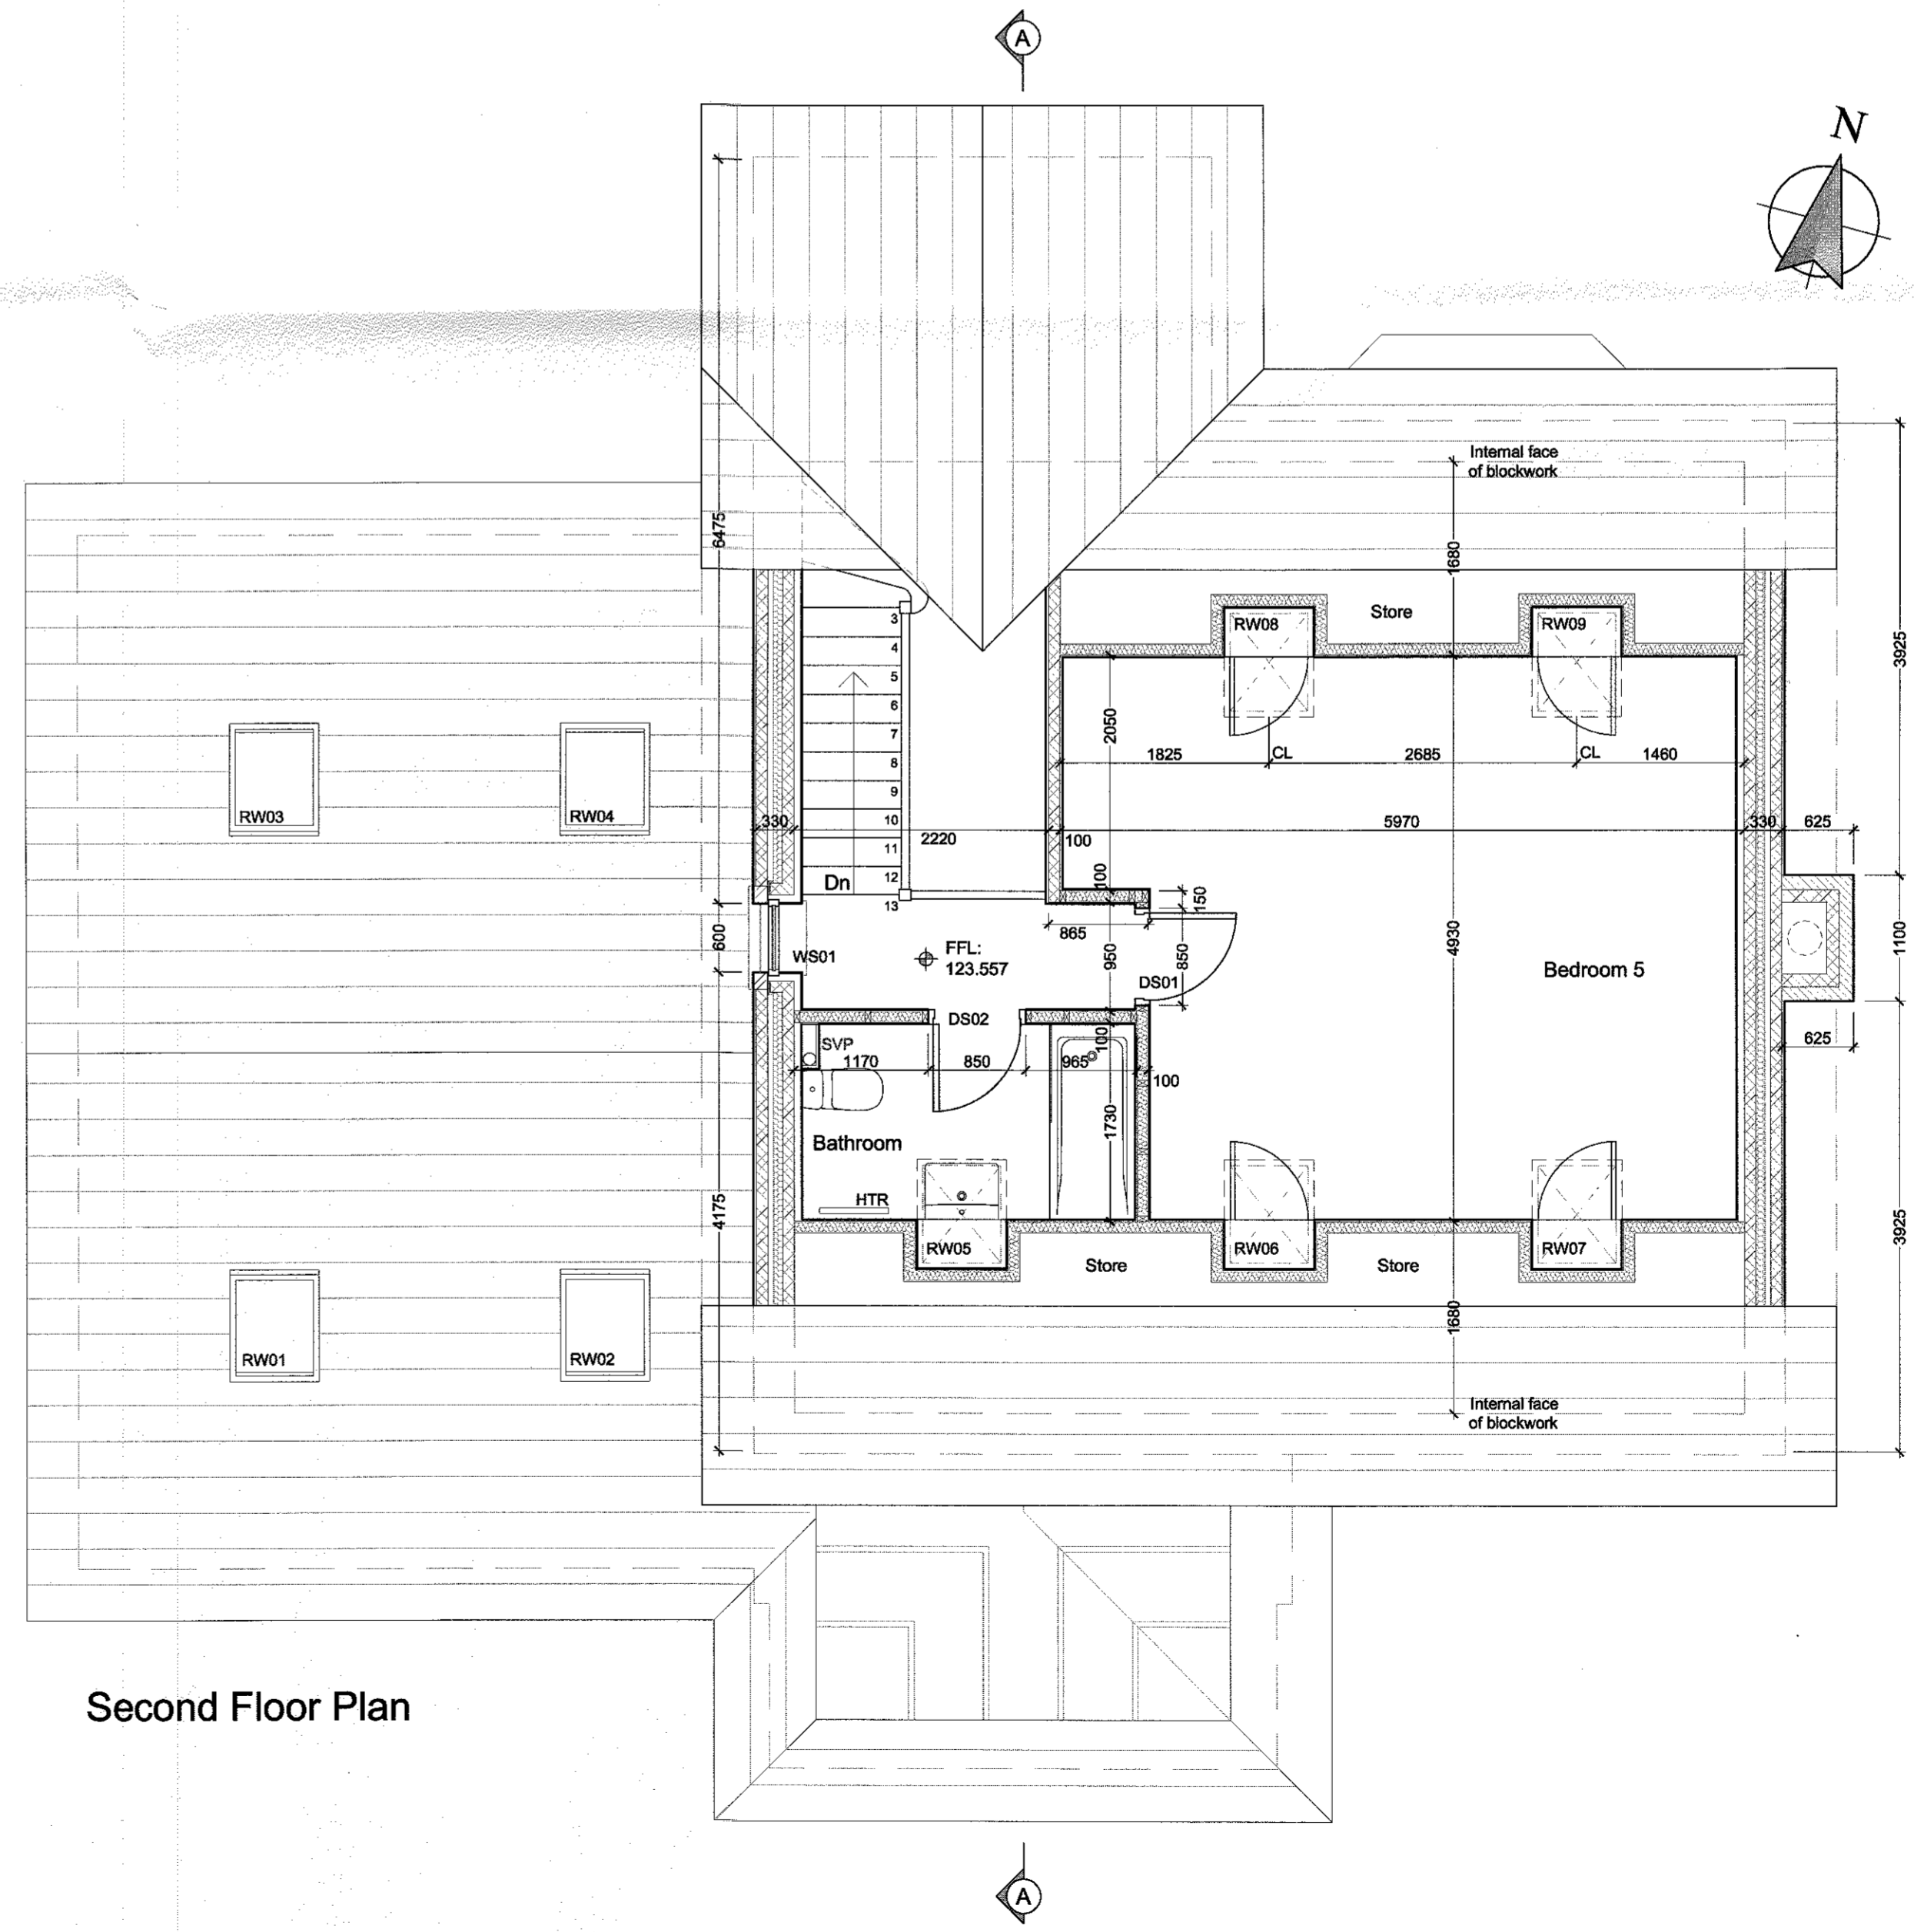 A
N
Internal face
of blockwork
6475
1680
3925
3
4
5
6
7
8
9
10
11
12
13
Dn
Store
RW08
RW09
2050
1825
CL
2685
CL
1460
RW03
RW04
330
2220
100
5970
330
625
100
150
865
600
WS01
FFL:
123.557
950
850
DS01
4930
Bedroom 5
1100
DS02
SVP
1170
850
100
965
100
625
Bathroom
1730
HTR
4175
3925
RW05
RW06
RW07
Store
Store
1680
RW01
RW02
Internal face
of blockwork
Second Floor Plan
A